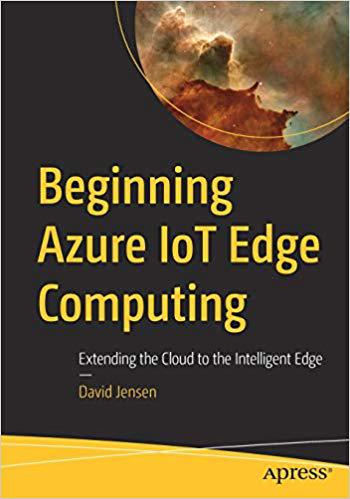 Beginning
Azure IoT Edge
Computing
Extending the Cloud to the Intelligent Edge
—
David Jensen
Apress®